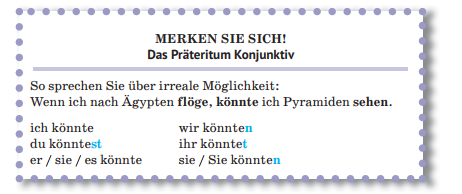 MERKEN SIE SICH!
Das Präteritum Konjunktiv
So sprechen Sie über irreale Möglichkeit:
Wenn ich nach Ägypten flöge, könnte ich Pyramiden sehen.
ich könnte wir könnten
du könntest ihr könntet
er / sie / es könnte sie / Sie könnten